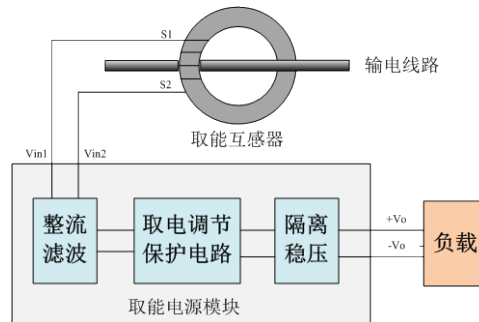 S1
输电线路
S2
取能互感器
Vin1
Vin2
整流
滤波
取电调节
保护电路
隔离
稳压
+Vo
-Vo
负载
取能电源模块